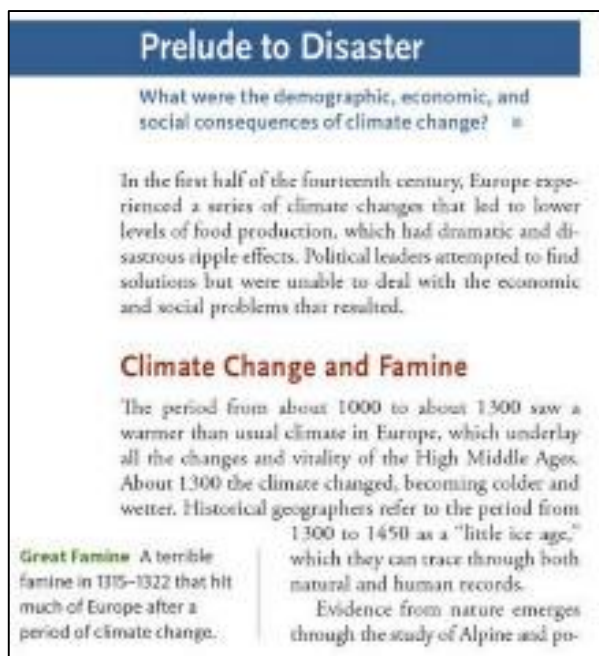 Prelude to Disaster
What were the demographic, economic, and
social consequences of climate change?
In the first half of the fourteenth century, Europe expe-
rienced a series of climate changes that led to lower
levels of food production, which had dramatic and di-
sastrous ripple effects. Political leaders attempted to find
solutions but were unable to deal with the economic
and social problems that resulted.
Climate Change and Famine
The period from about 1000 to about 1300 saw a
warmer than usual climate in Europe, which underlay
all the changes and vitality of the High Middle Ages.
About 1300 the climate changed, becoming colder and
wetter. Historical geographers refer to the period from
1300 to 1450 as a "little ice age,"
which they can trace through both
natural and human records.
Evidence from nature emerges
through the study of Alpine and po-
Great Famine A terrible
famine in 1315–1322 that hit
much of Europe after a
period of climate change.